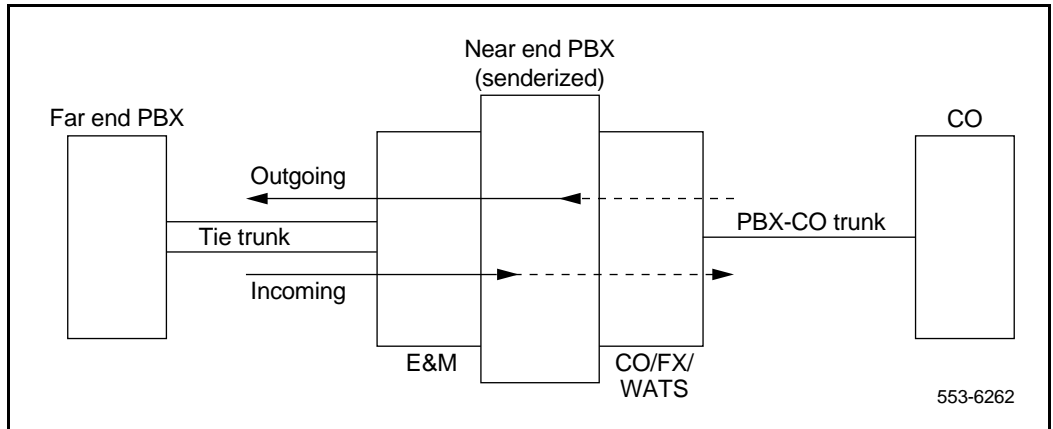 Near end PBX
(senderized)
Far end PBX
CO
Outgoing
PBX-CO trunk
Tie trunk
Incoming
E&M
CO/FX/
WATS
553-6262